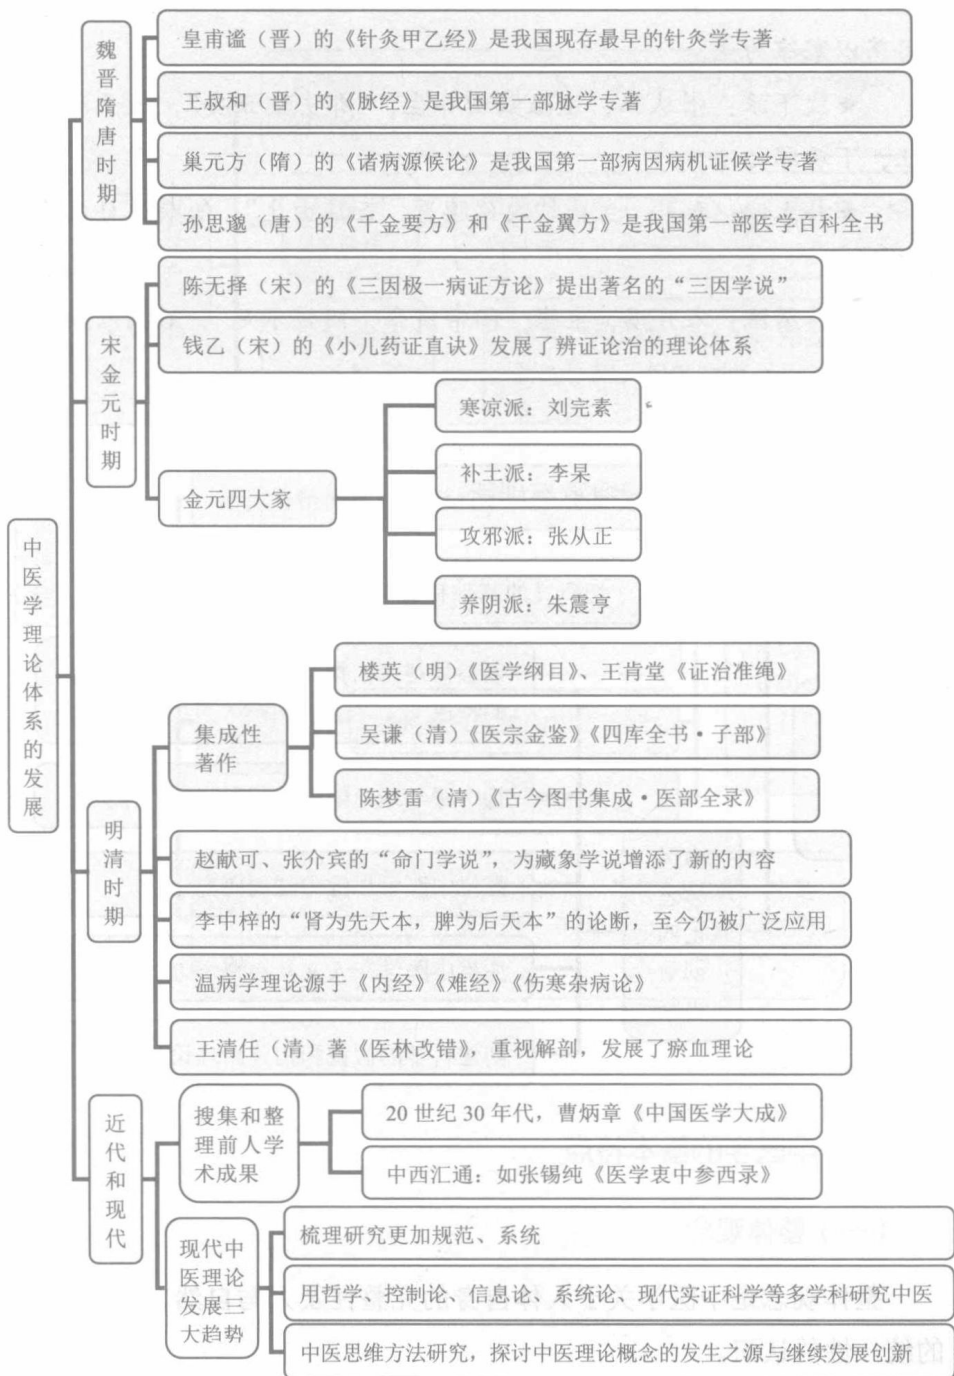 中医学理论体系的发展
魏晋隋唐时期
皇甫谧（晋）的《针灸甲乙经》是我国现存最早的针灸学专著
王叔和（晋）的《脉经》是我国第一部脉学专著
巢元方（隋）的《诸病源候论》是我国第一部病因病机证候学专著
孙思邈（唐）的《千金要方》和《千金翼方》是我国第一部医学百科全书
宋金元时期
陈无择（宋）的《三因极一病证方论》提出著名的“三因学说”
钱乙（宋）的《小儿药证直诀》发展了辨证论治的理论体系
金元四大家
寒凉派：刘完素
补土派：李杲
攻邪派：张从正
养阴派：朱震亨
明清时期
集成性
著作
楼英（明）《医学纲目》、王肯堂《证治准绳》
吴谦（清）《医宗金鉴》《四库全书·子部》
陈梦雷（清）《古今图书集成·医部全录》
赵献可、张介宾的“命门学说”，为藏象学说增添了新的内容
李中梓的“肾为先天本，脾为后天本”的论断，至今仍被广泛应用
温病学理论源于《内经》《难经》《伤寒杂病论》
王清任（清）著《医林改错》，重视解剖，发展了瘀血理论
近代和现代
搜集和整
理前人学
术成果
20世纪30年代，曹炳章《中国医学大成》
中西汇通：如张锡纯《医学衷中参西录》
现代中
医理论
发展三
大趋势
梳理研究更加规范、系统
用哲学、控制论、信息论、系统论、现代实证科学等多学科研究中医
中医思维方法研究，探讨中医理论概念的发生之源与继续发展创新